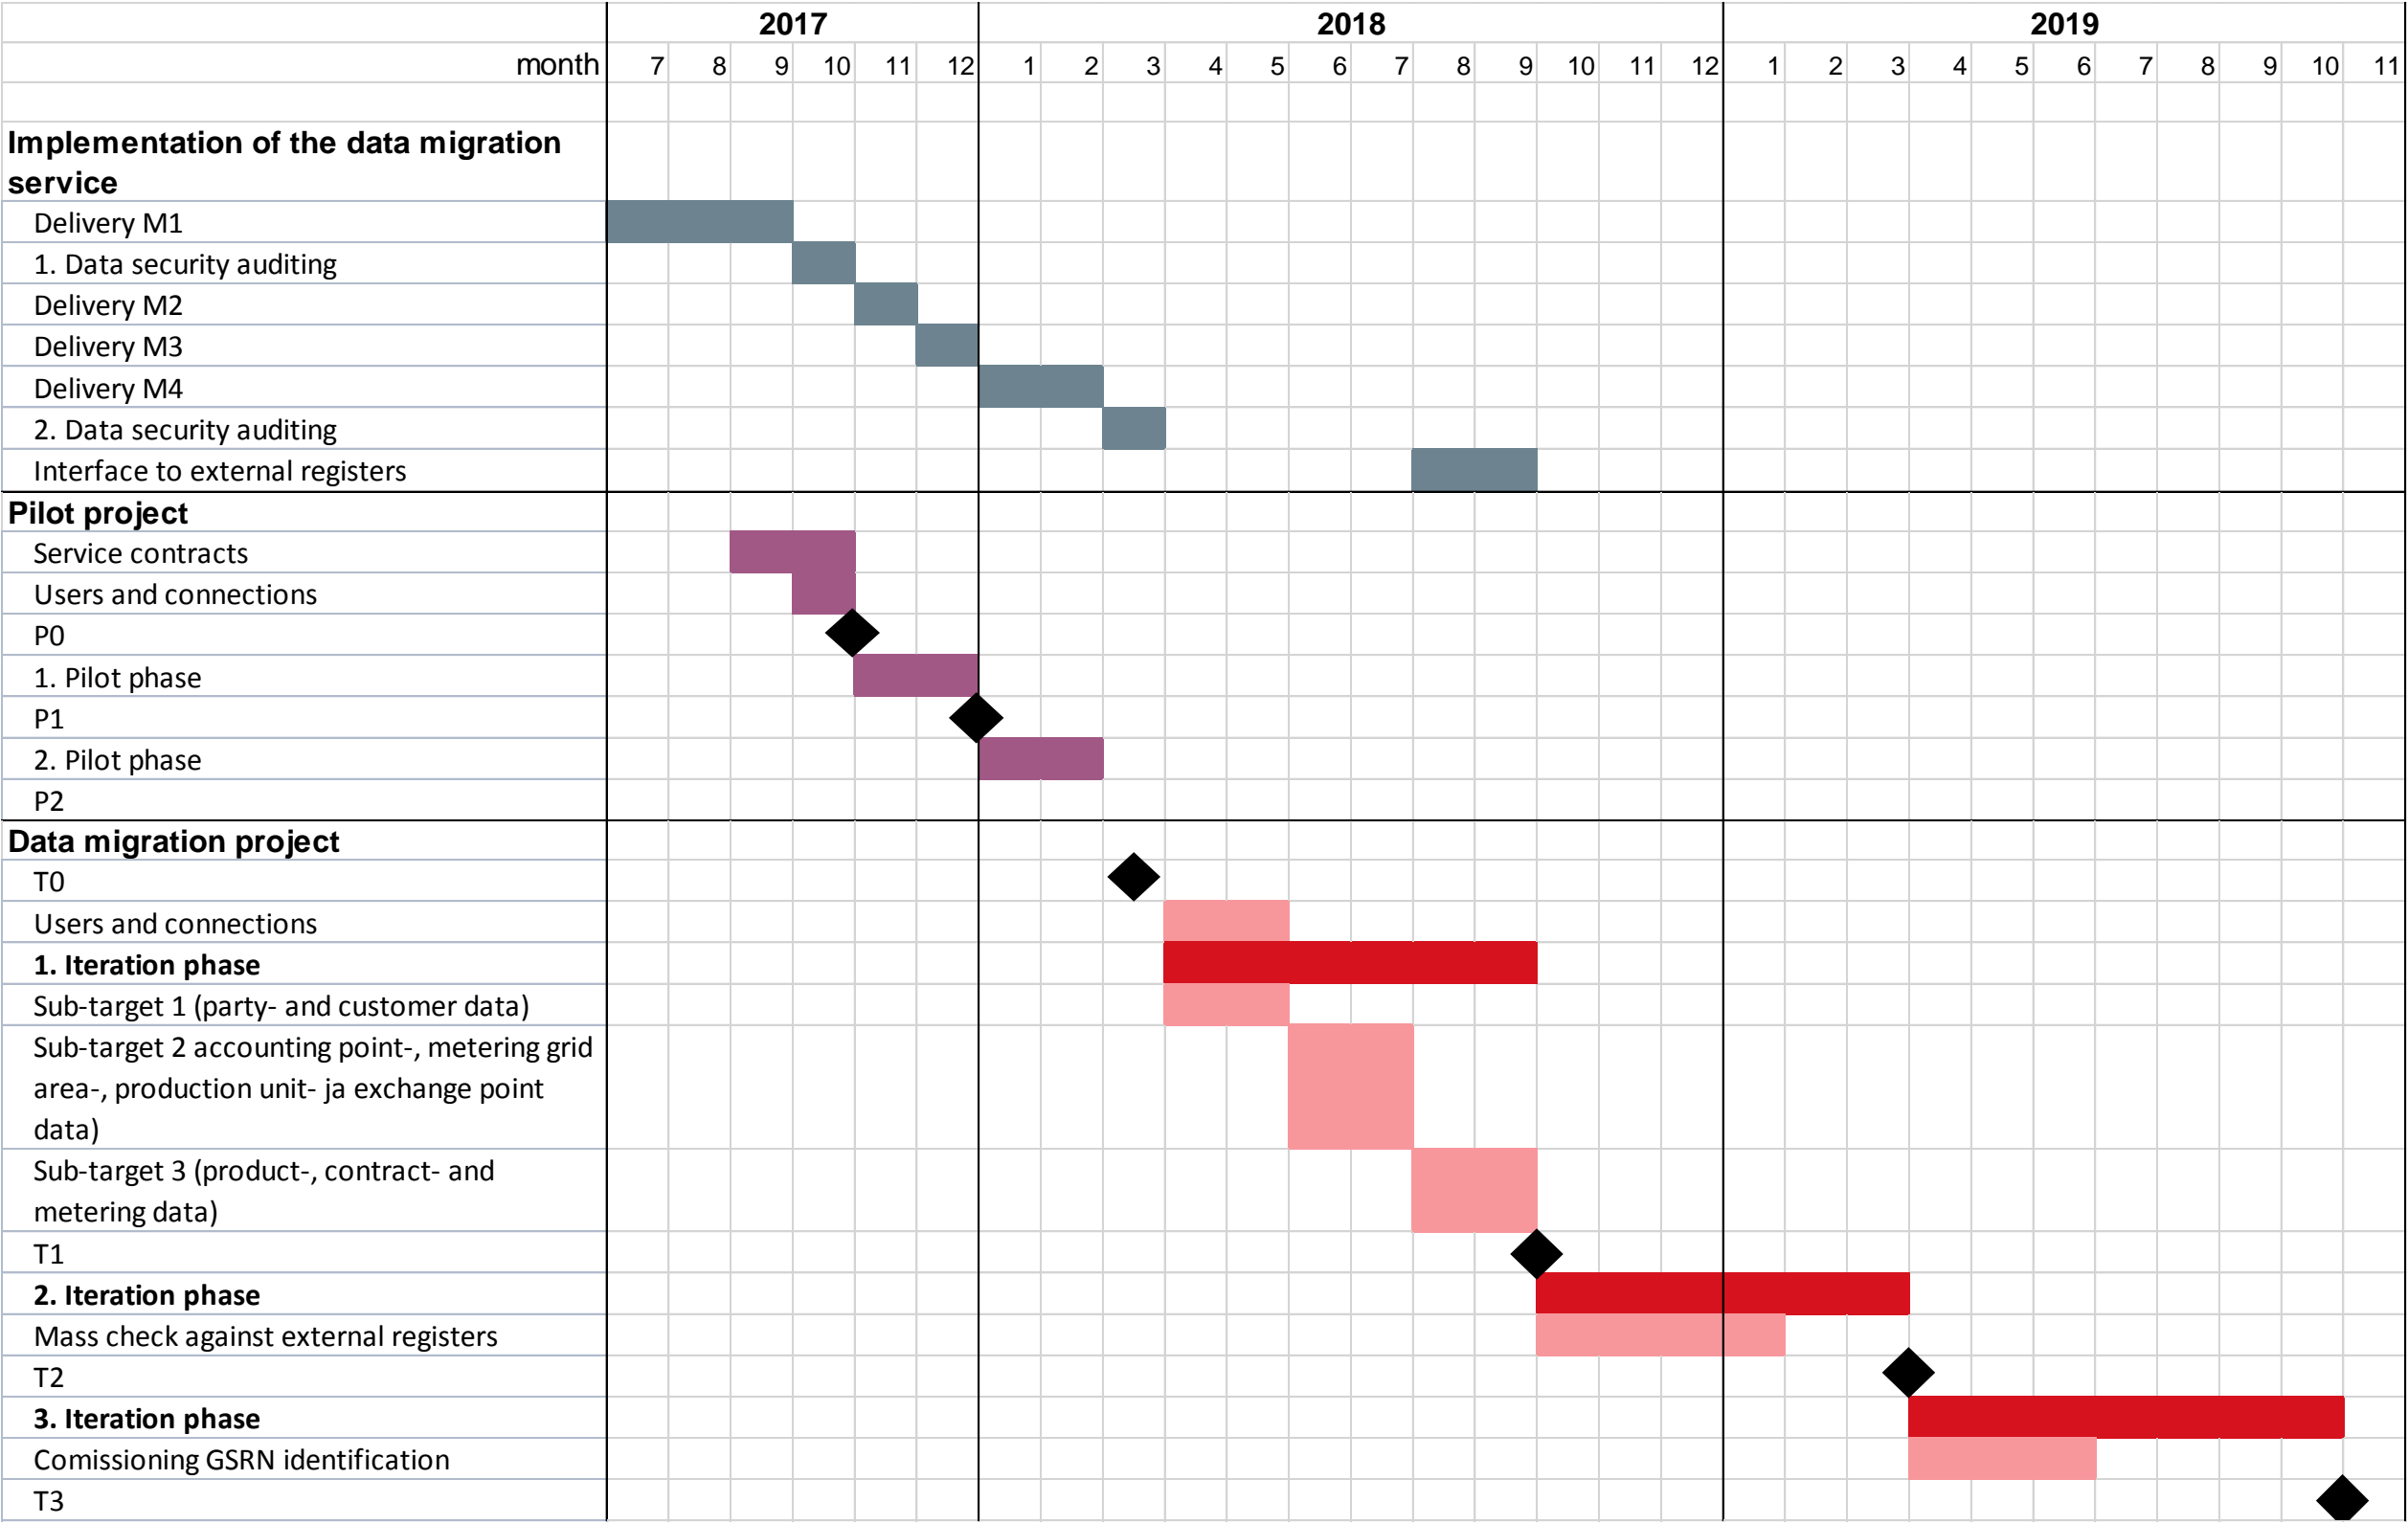 2017 2018 2019
month 7 8 9 10 11 12 1 2 3 4 5 6 7 8 9 10 11 12 1 2 3 4 5 6 7 8 9 10 11
Implementation of the data migration
service
Delivery M1
1. Data security auditing
Delivery M2
Delivery M3
Delivery M4
2. Data security auditing
Interface to external registers
Pilot project
Service contracts
Users and connections
P0
1. Pilot phase
P1
2. Pilot phase
P2
Data migration project
T0
Users and connections
1. Iteration phase
Sub-target 1 (party- and customer data)
Sub-target 2 accounting point-, metering grid
area-, production unit- ja exchange point
data)
Sub-target 3 (product-, contract- and
metering data)
T1
2. Iteration phase
Mass check against external registers
T2
3. Iteration phase
Comissioning GSRN identification
T3